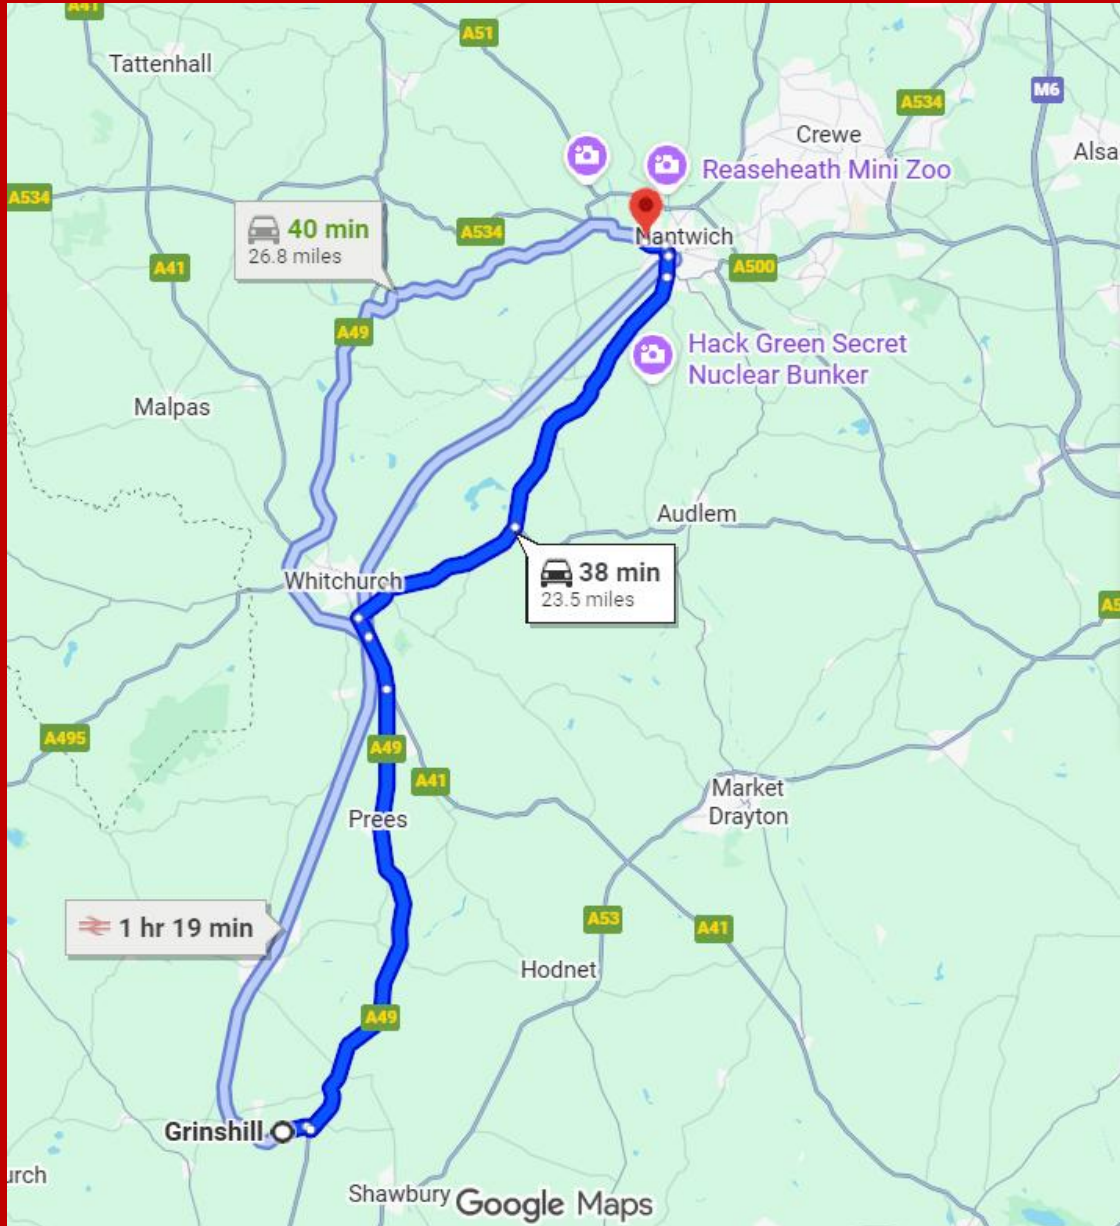 A41
A51
Tattenhall
M6
A534
Crewe
Alsa
Reaseheath Mini Zoo
A534
40 min
26.8 miles
A534
Nantwich
A41
A500
A49
Hack Green Secret
Nuclear Bunker
Malpas
Audlem
Whitchurch
38 min
23.5 miles
A5
A495
A49
A41
Market
Drayton
Prees
1 hr 19 min
A53
A41
Hodnet
A49
Grinshill
urch
Shawbury
Google Maps